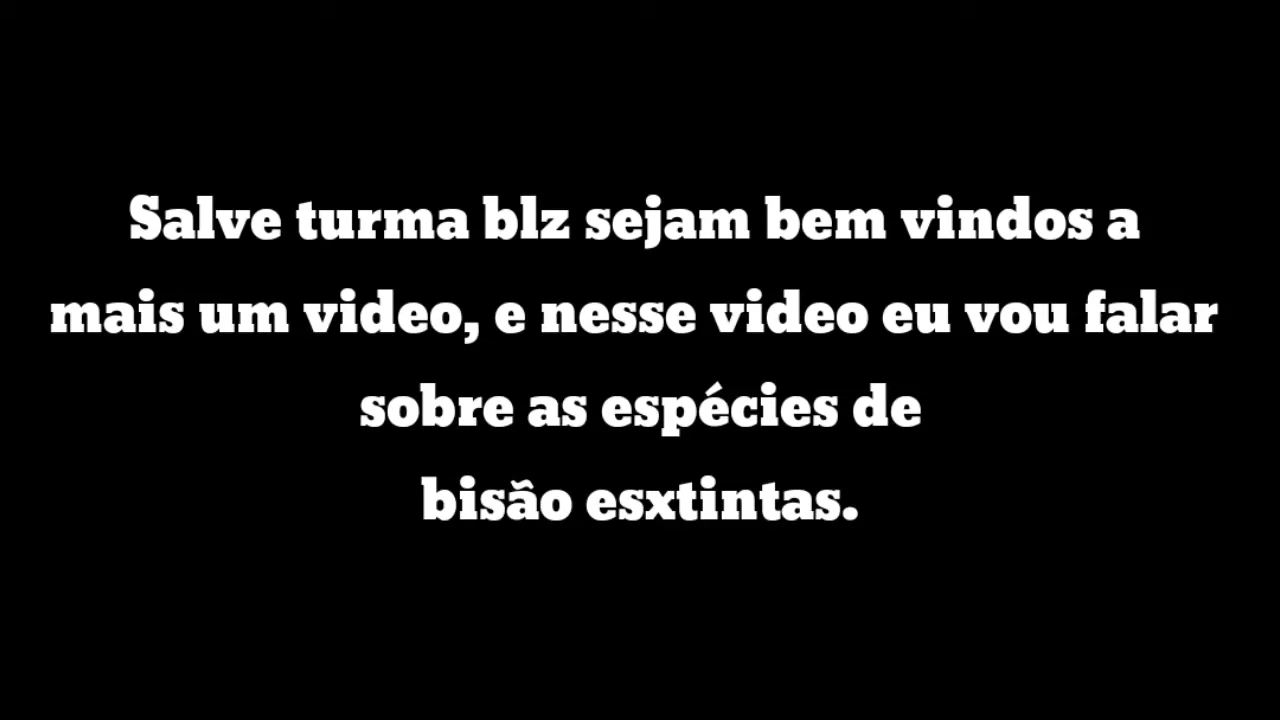 Salve turma blz sejam bem vindos a
mais um video, e nesse video eu vou falar
sobre as espécies de
bisão esxtintas.